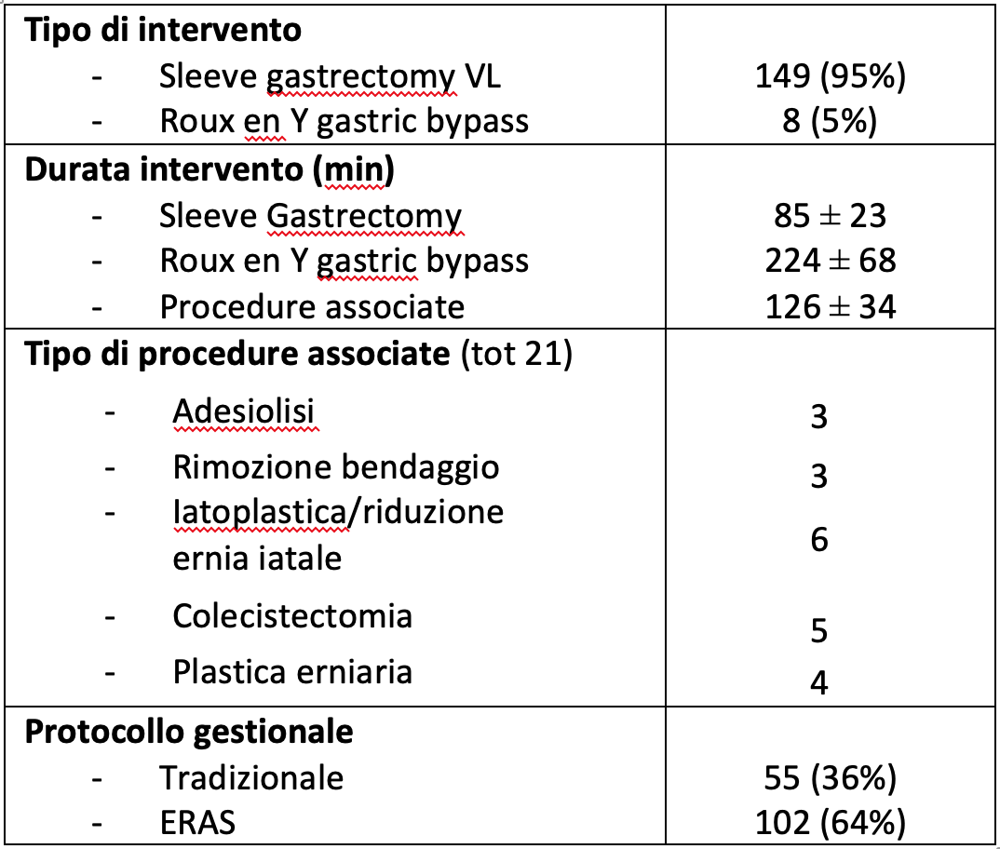 Tipo di intervento
- Sleeve gastrectomy VL 149 (95%)
- Roux en Y gastric bypass 8 (5%)
Durata intervento (min)
- Sleeve Gastrectomy 85 ± 23
- Roux en Y gastric bypass 224 ± 68
- Procedure associate 126 ± 34
Tipo di procedure associate (tot 21)
- Adesiolisi 3
- Rimozione bendaggio 3
- Iatoplastica/riduzione
ernia iatale 6
- Colecistectomia 5
- Plastica erniaria 4
Protocollo gestionale
- Tradizionale 55 (36%)
- ERAS 102 (64%)